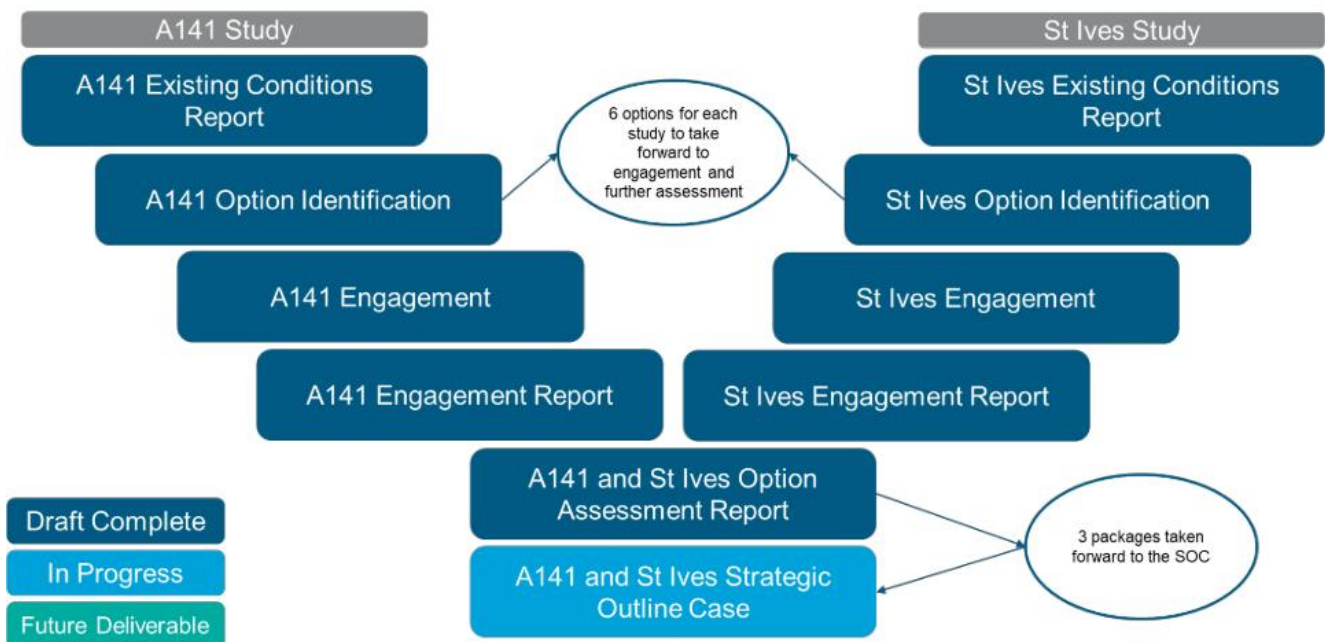 A141 Study
St Ives Study
A141 Existing Conditions
Report
St Ives Existing Conditions
Report
6 options for each
study to take
forward to
engagement and
further assessment
A141 Option Identification
St Ives Option Identification
A141 Engagement
St Ives Engagement
A141 Engagement Report
St Ives Engagement Report
A141 and St Ives Option
Assessment Report
3 packages taken
forward to the SOC
A141 and St Ives Strategic
Outline Case
Draft Complete
In Progress
Future Deliverable